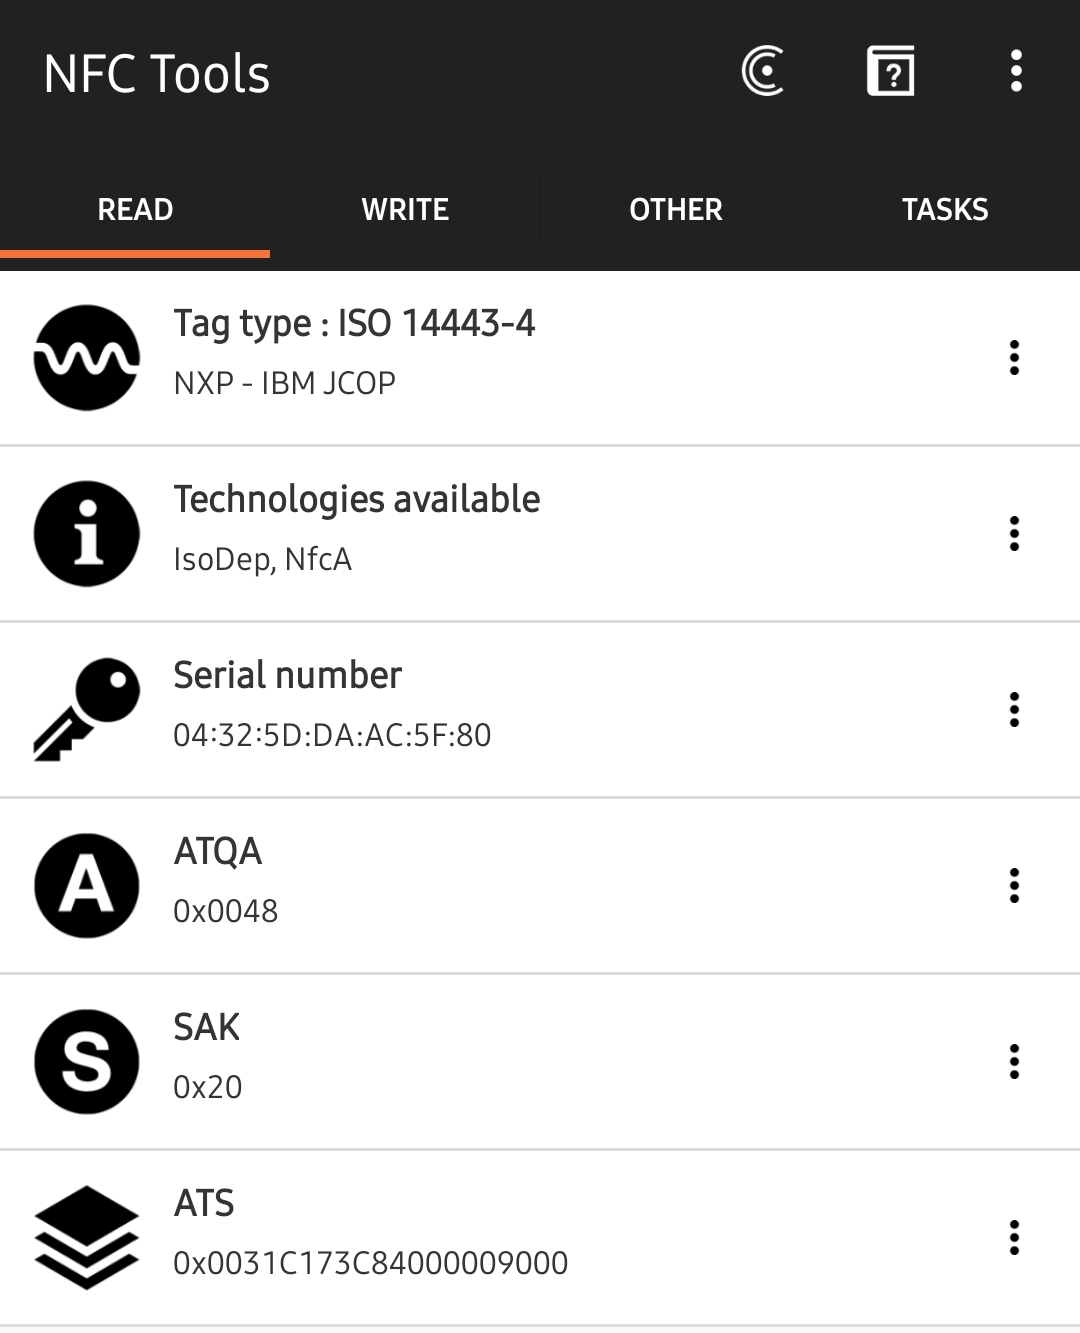 NFC Tools
READ
WRITE
OTHER
TASKS
Tag type : ISO 14443-4
NXP - IBM JCOP
Technologies available
IsoDep, NfcA
Serial number
04:32:5D:DA:AC:5F:80
ATQA
0x0048
SAK
0x20
ATS
0x0031C173C84000009000